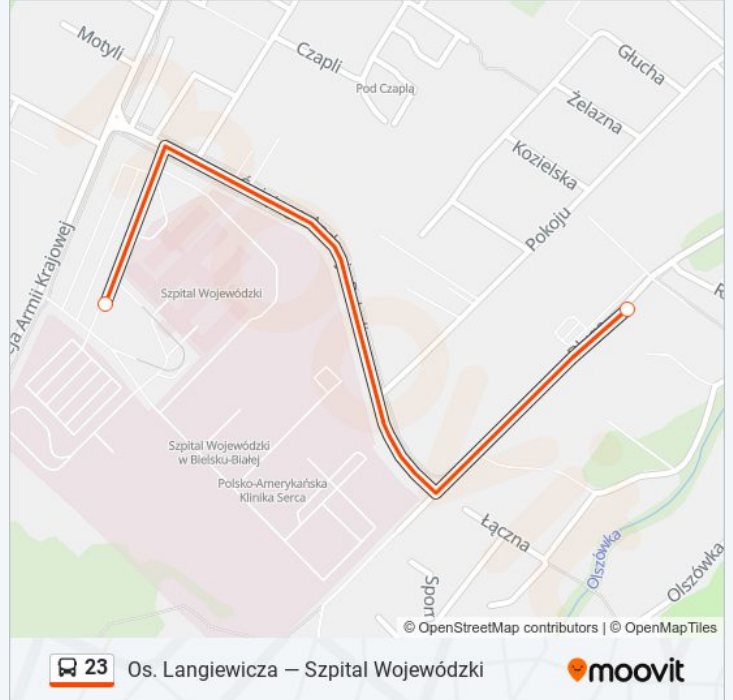 Motyli
Czapli
Głucha
Pod Czaplą
Żelazna
Kozielska
Pokoju
Armii Krajowej
Szpital Wojewódzki
Szpital Wojewódzki
w Bielsku-Białej
Polsko-Amerykańska
Klinika Serca
Łączna
Olszówka
Olszówka
Spor
© OpenStreetMap contributors | © OpenMapTiles
23 Os. Langiewicza — Szpital Wojewódzki
moovit